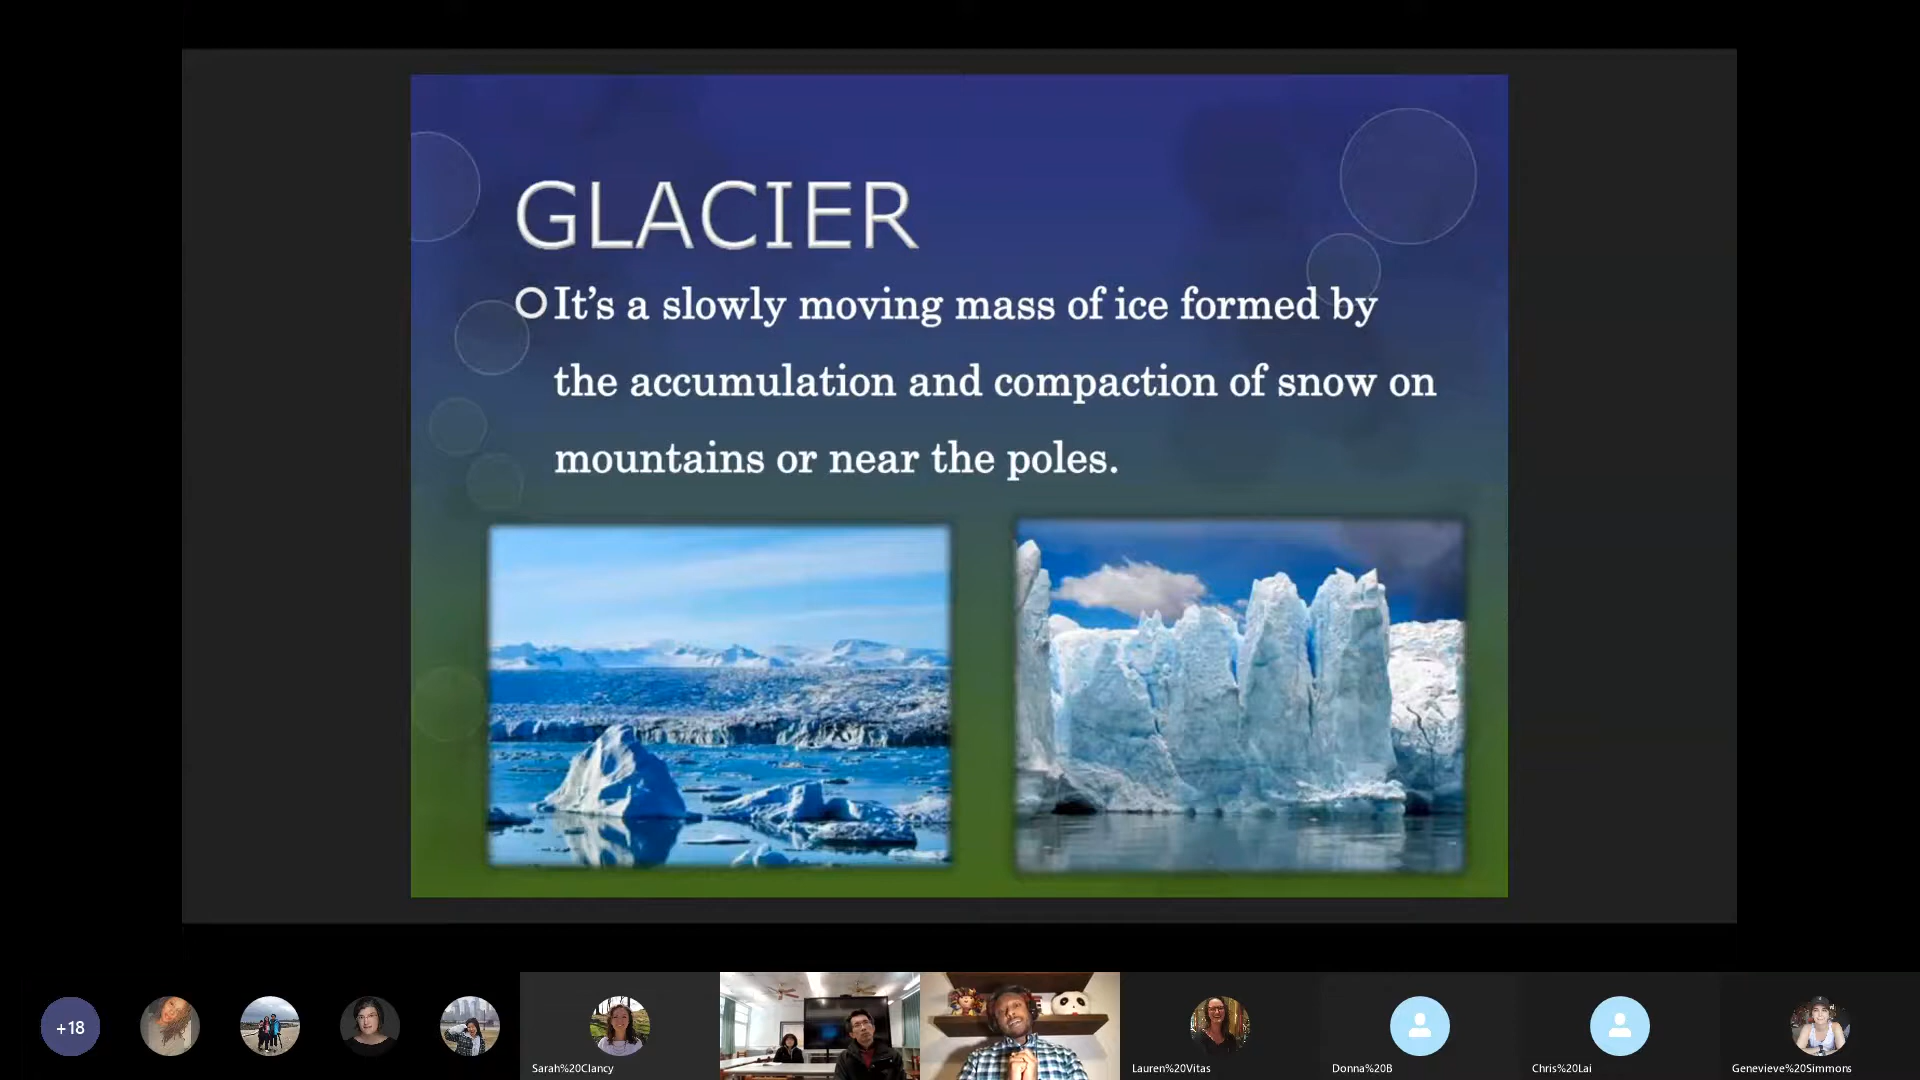 GLACIER
It’s a slowly moving mass of ice formed by
the accumulation and compaction of snow on
mountains or near the poles.
+18
Sarah%20Clancy
Lauren%20Vitas
Donna%20B
Chris%20Lai
Genevieve%20Simmons